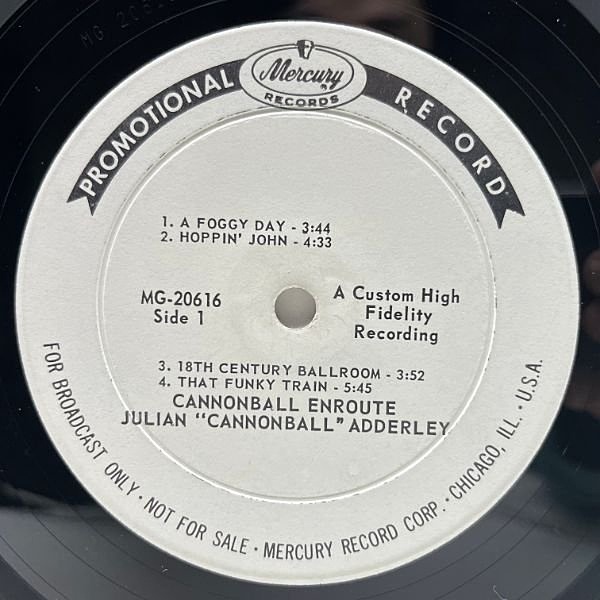 MG 20616
PROMOTIONAL RECORD
Mercury
RECORDS
1. A FOGGY DAY - 3:44
2. HOPPIN' JOHN - 4:33
MG-20616
Side 1
A Custom High
Fidelity
Recording
3. 18TH CENTURY BALLROOM - 3:52
4. THAT FUNKY TRAIN - 5:45
CANNONBALL ENROUTE
JULIAN "CANNONBALL" ADDERLEY
FOR BROADCAST ONLY · NOT FOR SALE · MERCURY RECORD CORP. · CHICAGO, ILL. · U.S.A.